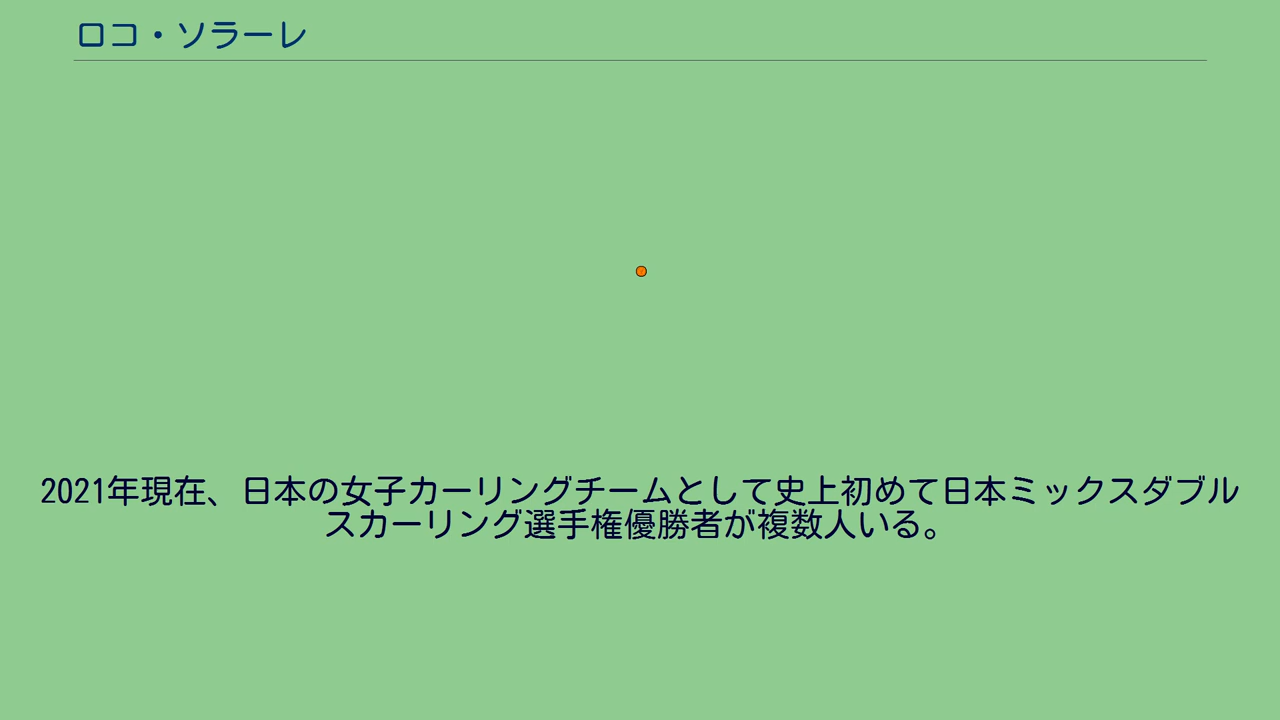 ロコ・ソラーレ
2021年現在、日本の女子カーリングチームとして史上初めて日本ミックスダブル
スカーリング選手権優勝者が複数人いる。